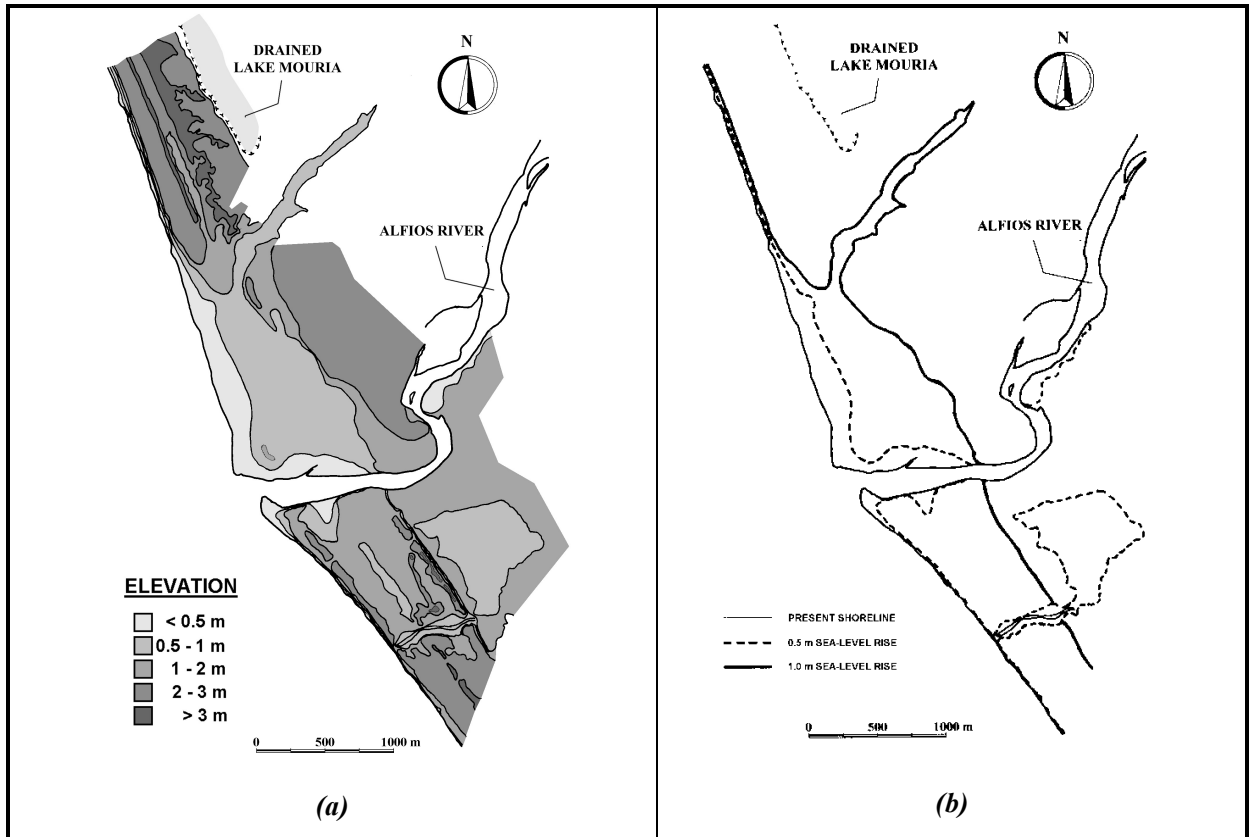 DRAINED
LAKE MOURIA
N
ALFIOS RIVER
ELEVATION
< 0.5 m
0.5 - 1 m
1 - 2 m
2 - 3 m
> 3 m
0 500 1000 m
(a)
DRAINED
LAKE MOURIA
N
ALFIOS RIVER
PRESENT SHORELINE
0.5 m SEA-LEVEL RISE
1.0 m SEA-LEVEL RISE
0 500 1000 m
(b)